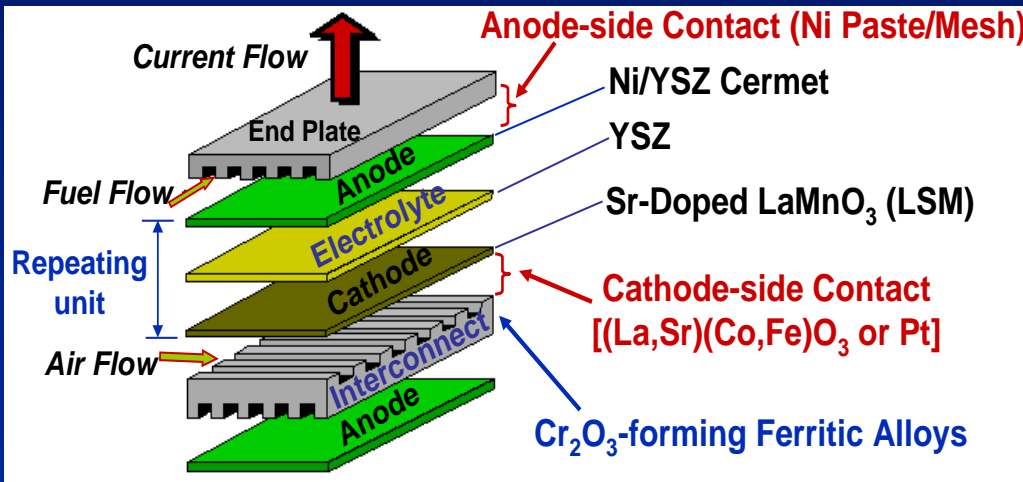 Anode-side Contact (Ni Paste/Mesh)
Current Flow
Ni/YSZ Cermet
End Plate
YSZ
Anode
Fuel Flow
Electrolyte
Sr-Doped LaMnO₃ (LSM)
Repeating
unit
Cathode
Cathode-side Contact
[(La,Sr)(Co,Fe)O₃ or Pt]
Air Flow
Interconnect
Anode
Cr₂O₃-forming Ferritic Alloys